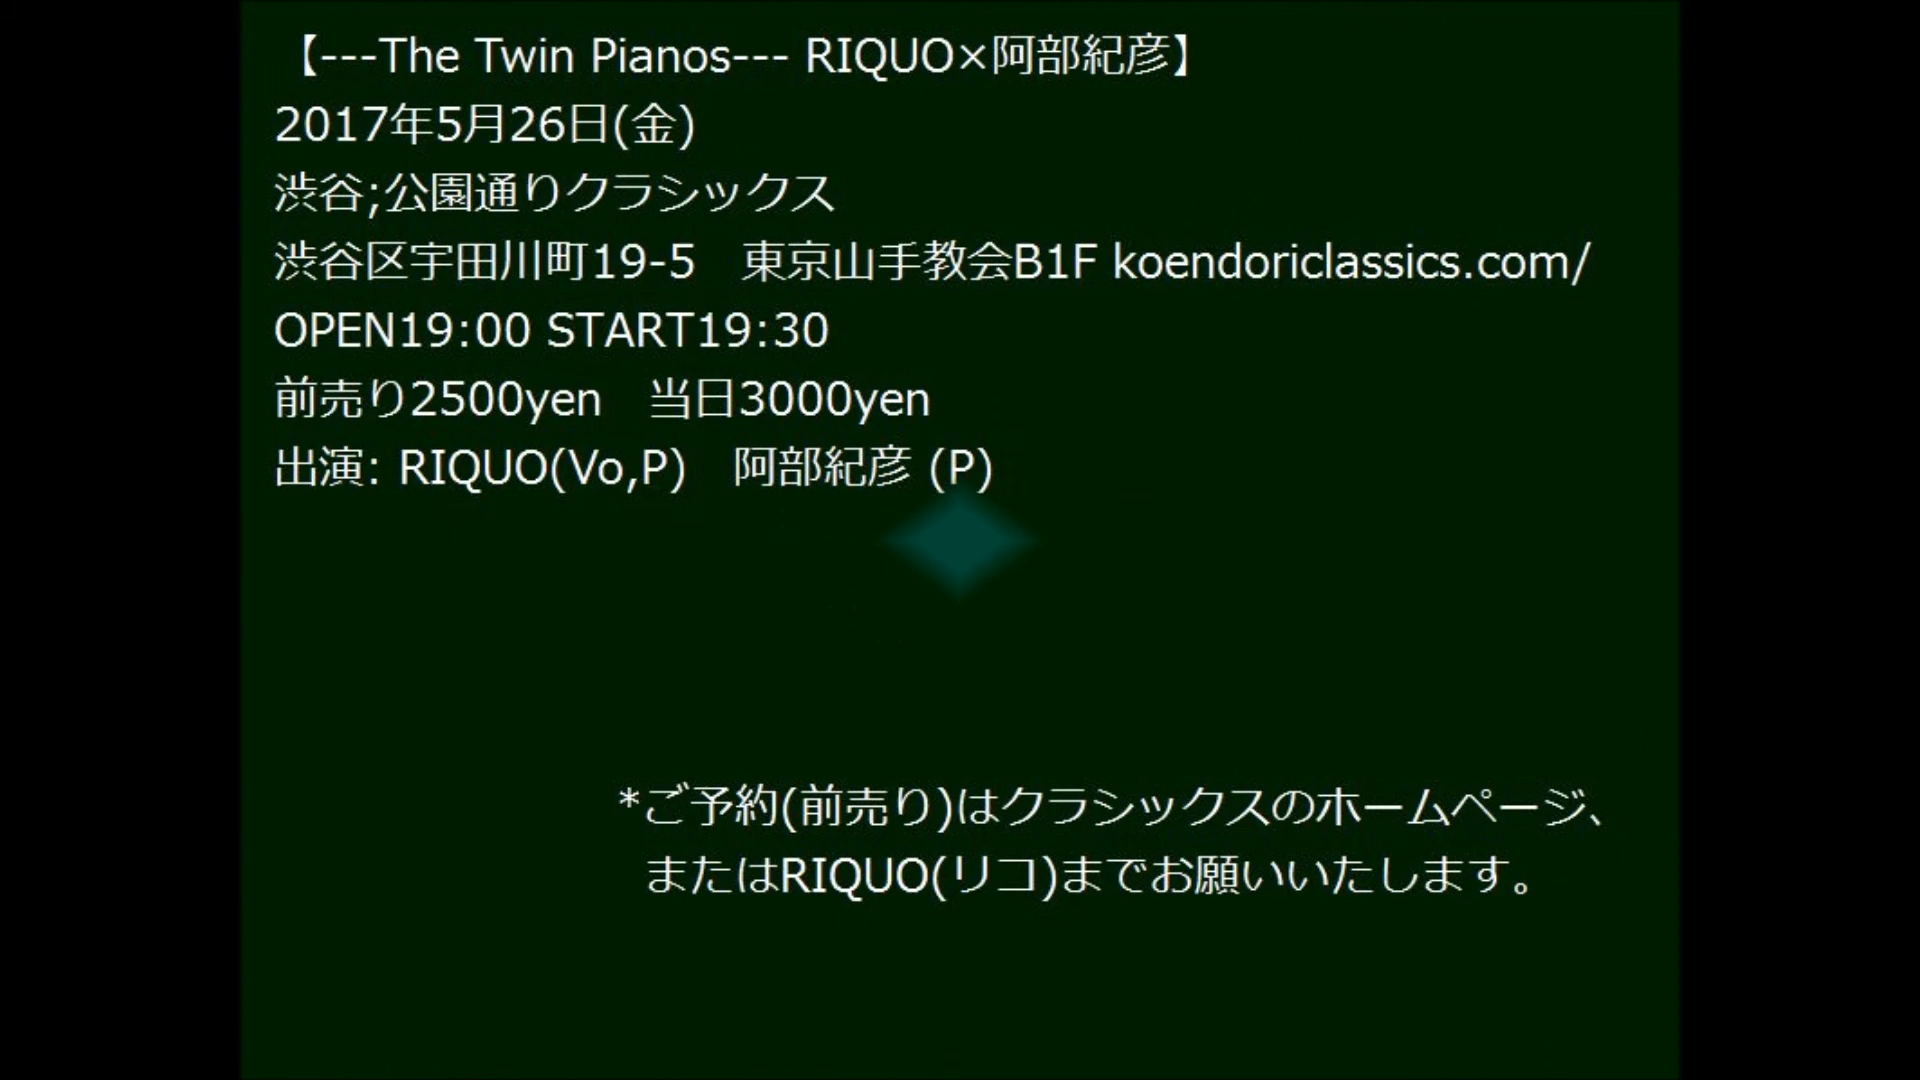 【---The Twin Pianos--- RIQUO×阿部紀彦】
2017年5月26日(金)
渋谷;公園通りクラシックス
渋谷区宇田川町19-5　東京山手教会B1F koendoriclassics.com/
OPEN19:00 START19:30
前売り2500yen　当日3000yen
出演: RIQUO(Vo,P)　阿部紀彦 (P)
*ご予約(前売り)はクラシックスのホームページ、
またはRIQUO(リコ)までお願いいたします。